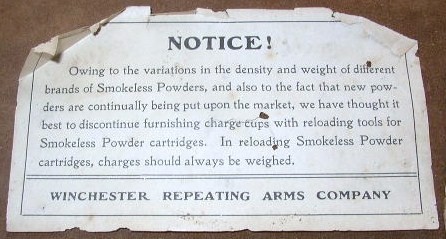 NOTICE!
Owing to the variations in the density and weight of different
brands of Smokeless Powders, and also to the fact that new pow-
ders are continually being put upon the market, we have thought it
best to discontinue furnishing charge cups with reloading tools for
Smokeless Powder cartridges. In reloading Smokeless Powder
cartridges, charges should always be weighed.
WINCHESTER REPEATING ARMS COMPANY